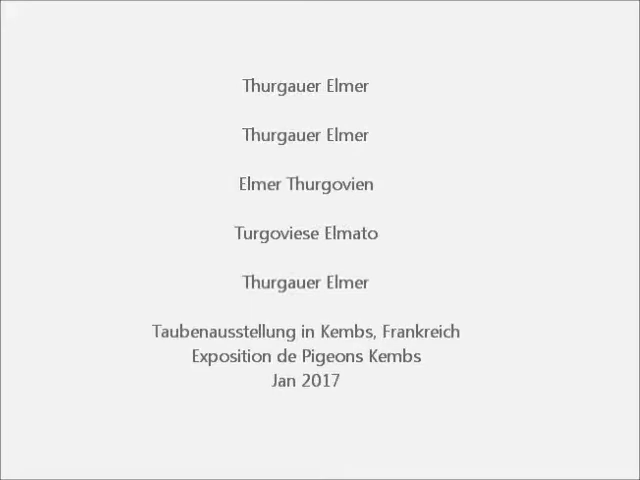 Thurgauer Elmer
Thurgauer Elmer
Elmer Thurgovien
Turgoviese Elmato
Thurgauer Elmer
Taubenausstellung in Kembs, Frankreich
Exposition de Pigeons Kembs
Jan 2017